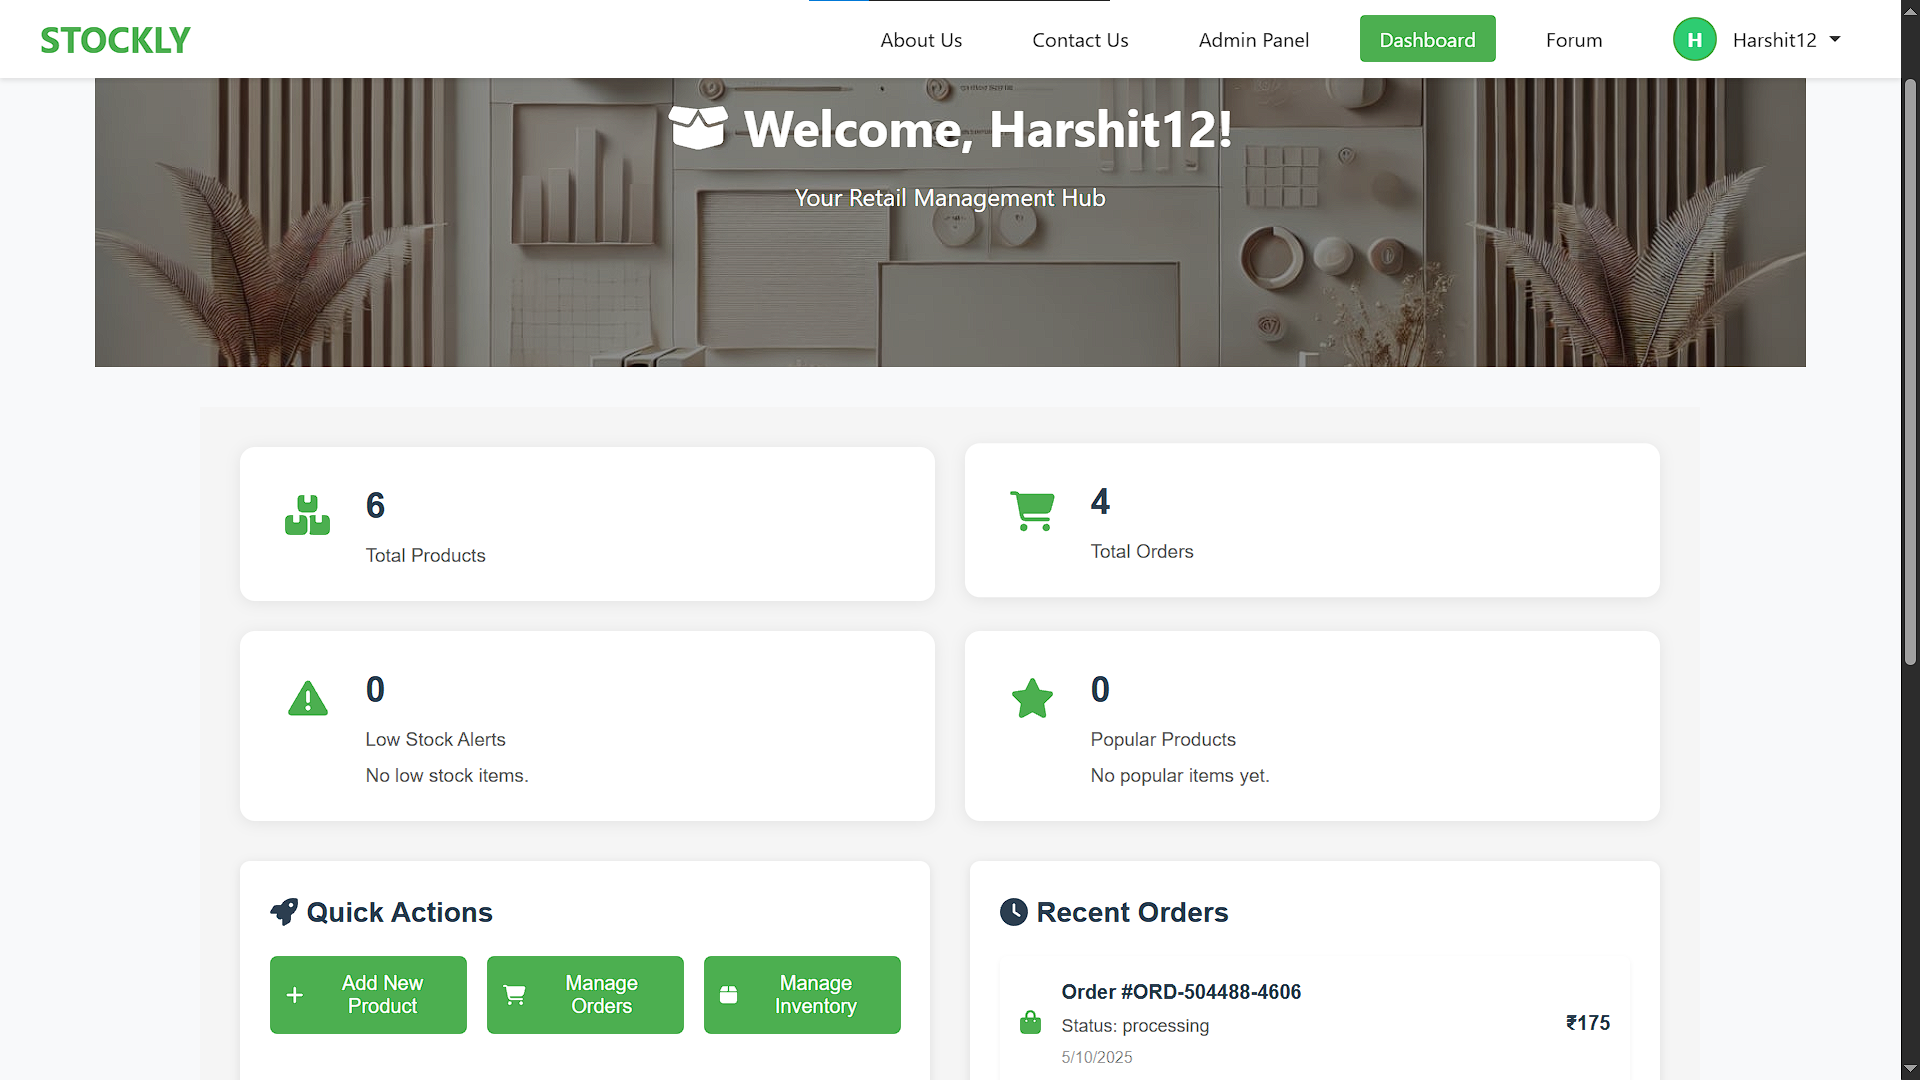 STOCKLY
About Us
Contact Us
Admin Panel
Dashboard
Forum
H
Harshit12
Welcome, Harshit12!
Your Retail Management Hub
6
Total Products
4
Total Orders
0
Low Stock Alerts
No low stock items.
0
Popular Products
No popular items yet.
Quick Actions
Add New
Product
Manage
Orders
Manage
Inventory
Recent Orders
Order #ORD-504488-4606
Status: processing
₹175
5/10/2025